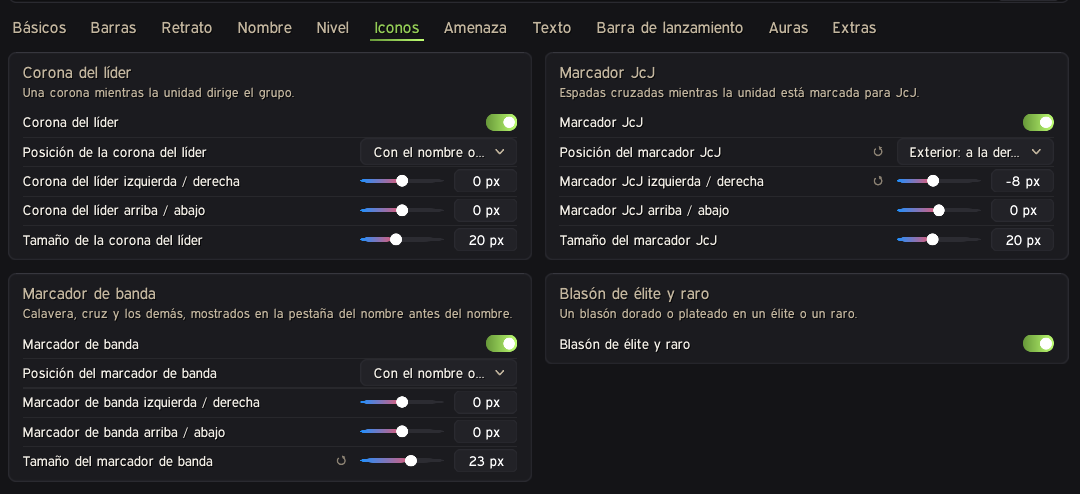 Básicos Barras Retrato Nombre Nivel Iconos Amenaza Texto Barra de lanzamiento Auras Extras
Corona del líder
Una corona mientras la unidad dirige el grupo.
Corona del líder
Posición de la corona del líder Con el nombre o...
Corona del líder izquierda / derecha 0 px
Corona del líder arriba / abajo 0 px
Tamaño de la corona del líder 20 px
Marcador JcJ
Espadas cruzadas mientras la unidad está marcada para JcJ.
Marcador JcJ
Posición del marcador JcJ Exterior: a la der...
Marcador JcJ izquierda / derecha -8 px
Marcador JcJ arriba / abajo 0 px
Tamaño del marcador JcJ 20 px
Marcador de banda
Calavera, cruz y los demás, mostrados en la pestaña del nombre antes del nombre.
Marcador de banda
Posición del marcador de banda Con el nombre o...
Marcador de banda izquierda / derecha 0 px
Marcador de banda arriba / abajo 0 px
Tamaño del marcador de banda 23 px
Blasón de élite y raro
Un blasón dorado o plateado en un élite o un raro.
Blasón de élite y raro